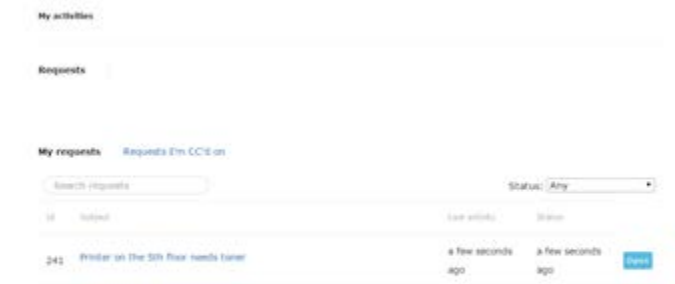 My activities
Requests
My requests Requests I'm CC'd on
Search requests Status: Any
Id Subject Last activity Status
241 Printer on the 5th floor needs toner a few seconds ago a few seconds ago Open